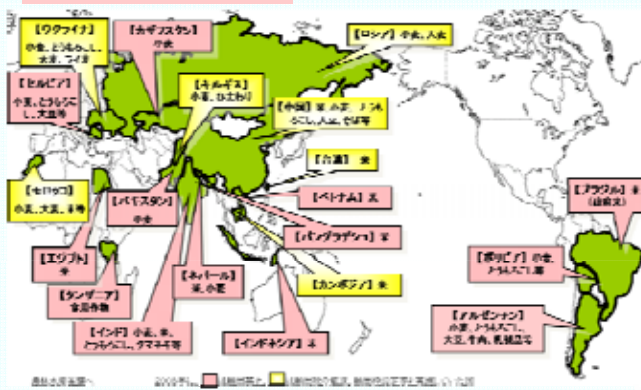 【ウクライナ】
小麦、とうもろこし、
大麦、ライ麦
【カザフスタン】
小麦
【ロシア】小麦、大麦
【セルビア】
小麦、とうもろこ
し、大豆等
【キルギス】
小麦、ひまわり
【中国】米、小麦、とうも
ろこし、大豆、そば等
【台湾】米
【モロッコ】
小麦、大麦、米等
【パキスタン】
小麦
【ベトナム】米
【バングラデシュ】米
【エジプト】
米
【ネパール】
米、小麦
【カンボジア】米
【タンザニア】
食用作物
【インド】小麦、米、
とうもろこし、タマネギ等
【インドネシア】米
【ブラジル】米
【ボリビア】小麦、
とうもろこし等
【アルゼンチン】
小麦、とうもろこし、
大豆、牛肉、乳製品等